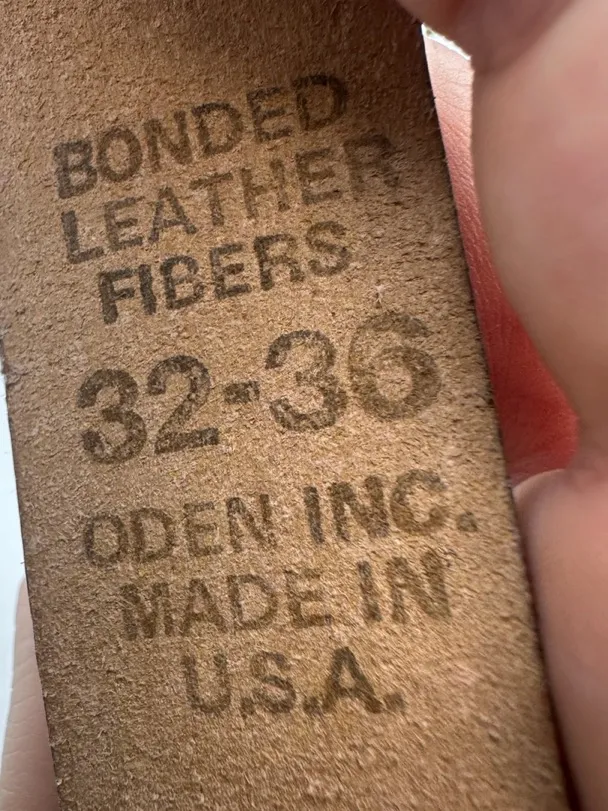 BONDED
LEATHER
FIBERS
32-36
ODEN INC.
MADE IN
U.S.A.